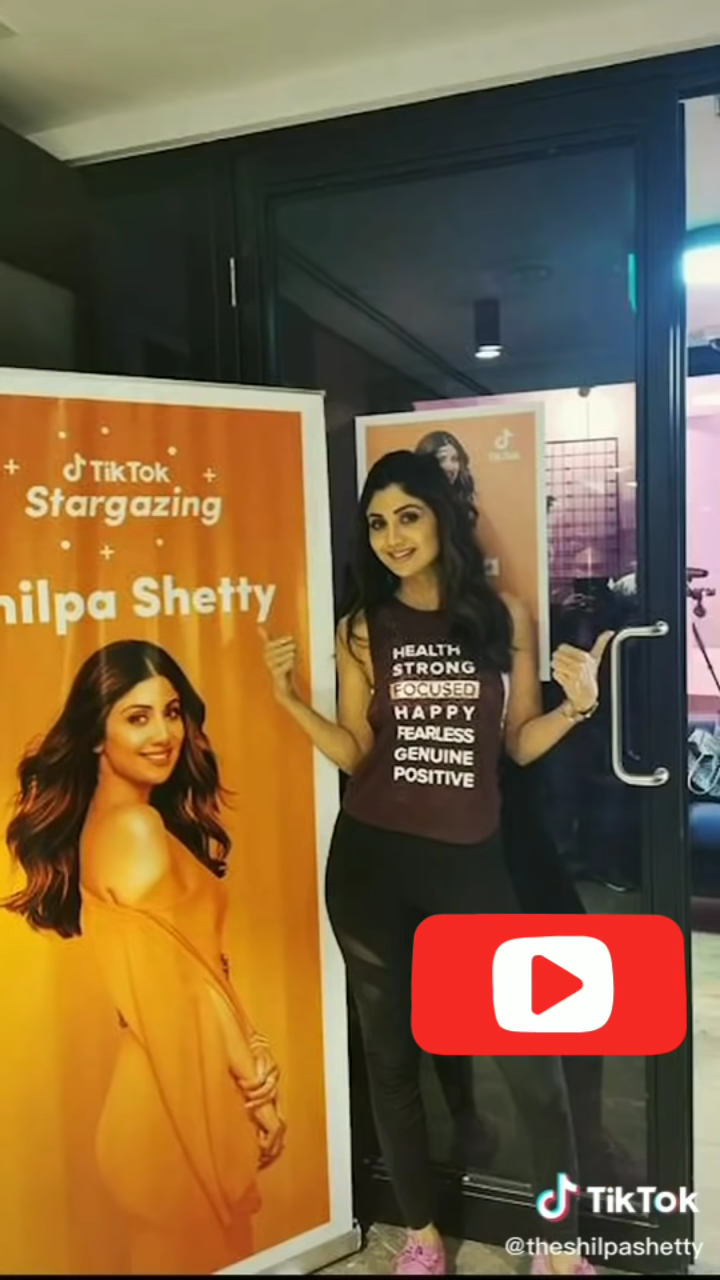 TikTok
Stargazing
hilpa Shetty
TikTok
HEALTH
STRONG
FOCUSED
HAPPY
FEARLESS
GENUINE
POSITIVE
TikTok
@theshilpashetty